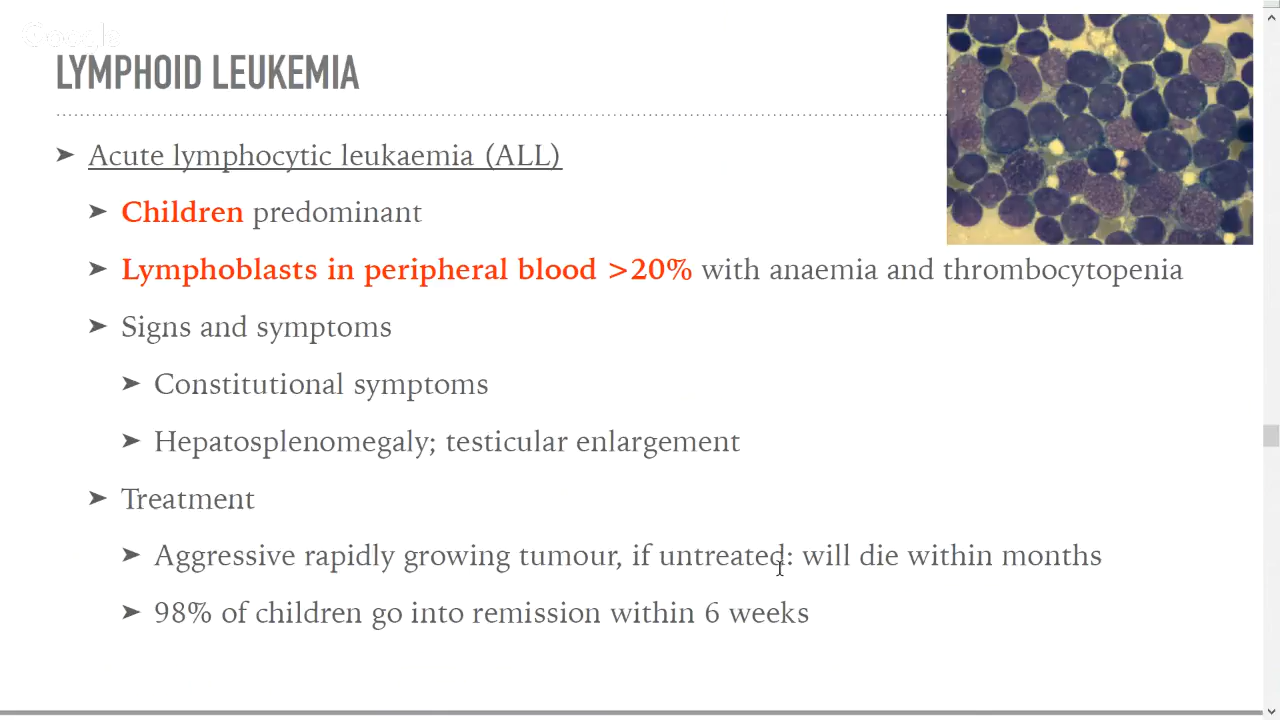 LYMPHOID LEUKEMIA
➤ Acute lymphocytic leukaemia (ALL)
➤ Children predominant
➤ Lymphoblasts in peripheral blood >20% with anaemia and thrombocytopenia
➤ Signs and symptoms
➤ Constitutional symptoms
➤ Hepatosplenomegaly; testicular enlargement
➤ Treatment
➤ Aggressive rapidly growing tumour, if untreated: will die within months
➤ 98% of children go into remission within 6 weeks